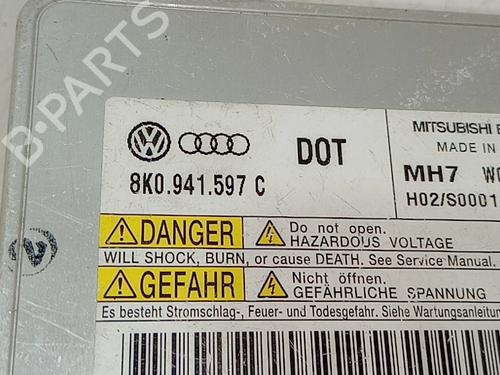 B-PARTS
DOT
MITSUBISHI
8K0.941.597 C
MADE IN
MH7
H02/S0001
DANGER
Do not open.
HAZARDOUS VOLTAGE
WILL SHOCK, BURN, or cause DEATH. See Service Manual.
GEFAHR
Nicht öffnen.
GEFÄHRLICHE SPANNUNG
Es besteht Stromschlag-, Feuer- und Todesgefahr. Siehe Wartungsanleitung